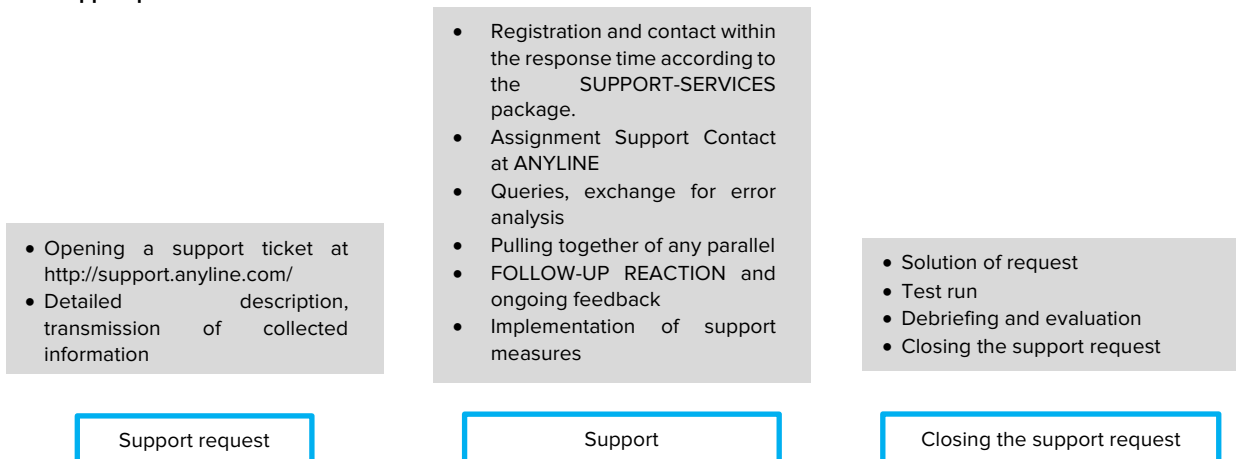 • Opening a support ticket at
http://support.anyline.com/
• Detailed description,
transmission of collected
information
Support request
• Registration and contact within
the response time according to
the SUPPORT-SERVICES
package.
• Assignment Support Contact
at ANYLINE
• Queries, exchange for error
analysis
• Pulling together of any parallel
• FOLLOW-UP REACTION and
ongoing feedback
• Implementation of support
measures
Support
• Solution of request
• Test run
• Debriefing and evaluation
• Closing the support request
Closing the support request